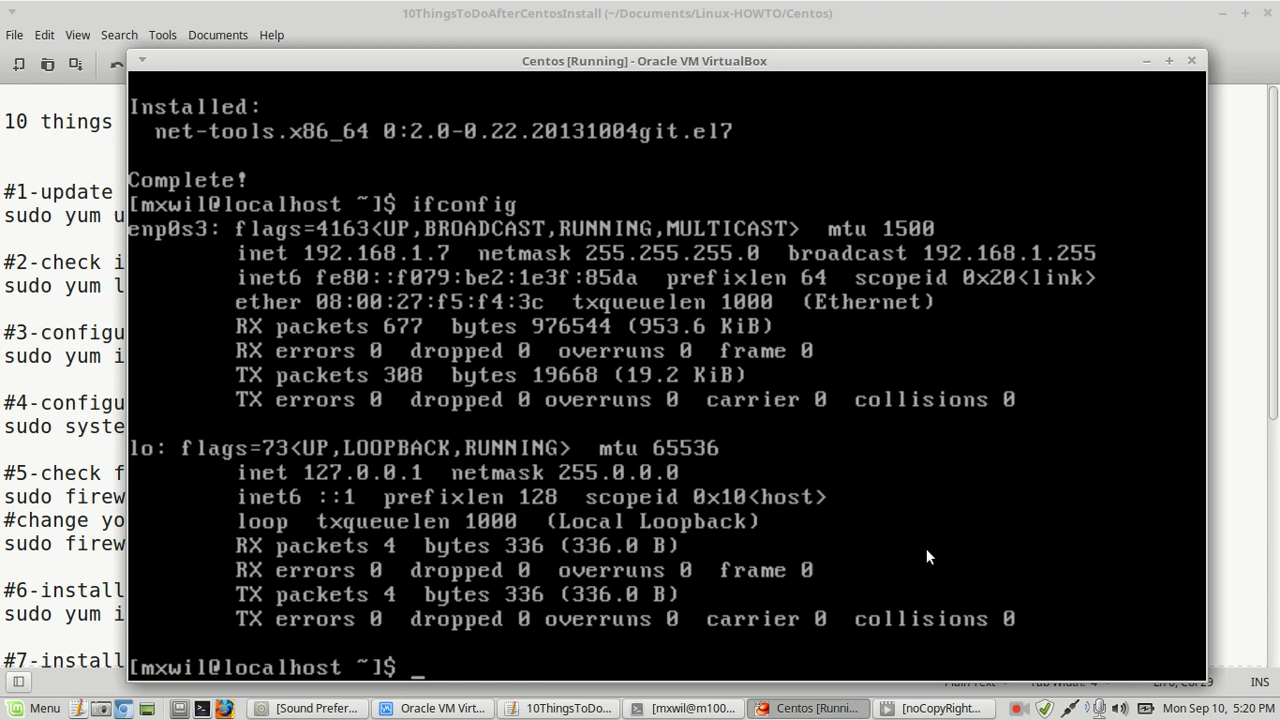 10ThingsToDoAfterCentosInstall (~/Documents/Linux-HOWTO/Centos)
File Edit View Search Tools Documents Help
Centos [Running] - Oracle VM VirtualBox
10 things
#1-update
sudo yum u
#2-check i
sudo yum l
#3-configu
sudo yum i
#4-configu
sudo syste
#5-check f
sudo firew
#change yo
sudo firew
#6-install
sudo yum i
#7-install
Installed:
net-tools.x86_64 0:2.0-0.22.20131004git.el7
Complete!
[mxwil@localhost ~]$ ifconfig
enp0s3: flags=4163<UP,BROADCAST,RUNNING,MULTICAST> mtu 1500
inet 192.168.1.7 netmask 255.255.255.0 broadcast 192.168.1.255
inet6 fe80::f079:be2:1e3f:85da prefixlen 64 scopeid 0x20<link>
ether 08:00:27:f5:f4:3c txqueuelen 1000 (Ethernet)
RX packets 677 bytes 976544 (953.6 KiB)
RX errors 0 dropped 0 overruns 0 frame 0
TX packets 308 bytes 19668 (19.2 KiB)
TX errors 0 dropped 0 overruns 0 carrier 0 collisions 0
lo: flags=73<UP,LOOPBACK,RUNNING> mtu 65536
inet 127.0.0.1 netmask 255.0.0.0
inet6 ::1 prefixlen 128 scopeid 0x10<host>
loop txqueuelen 1000 (Local Loopback)
RX packets 4 bytes 336 (336.0 B)
RX errors 0 dropped 0 overruns 0 frame 0
TX packets 4 bytes 336 (336.0 B)
TX errors 0 dropped 0 overruns 0 carrier 0 collisions 0
[mxwil@localhost ~]$ _
INS
Menu [Sound Prefer... Oracle VM Virt... 10ThingsToDo... [mxwil@m100... Centos [Runni... [noCopyRight... Mon Sep 10, 5:20 PM